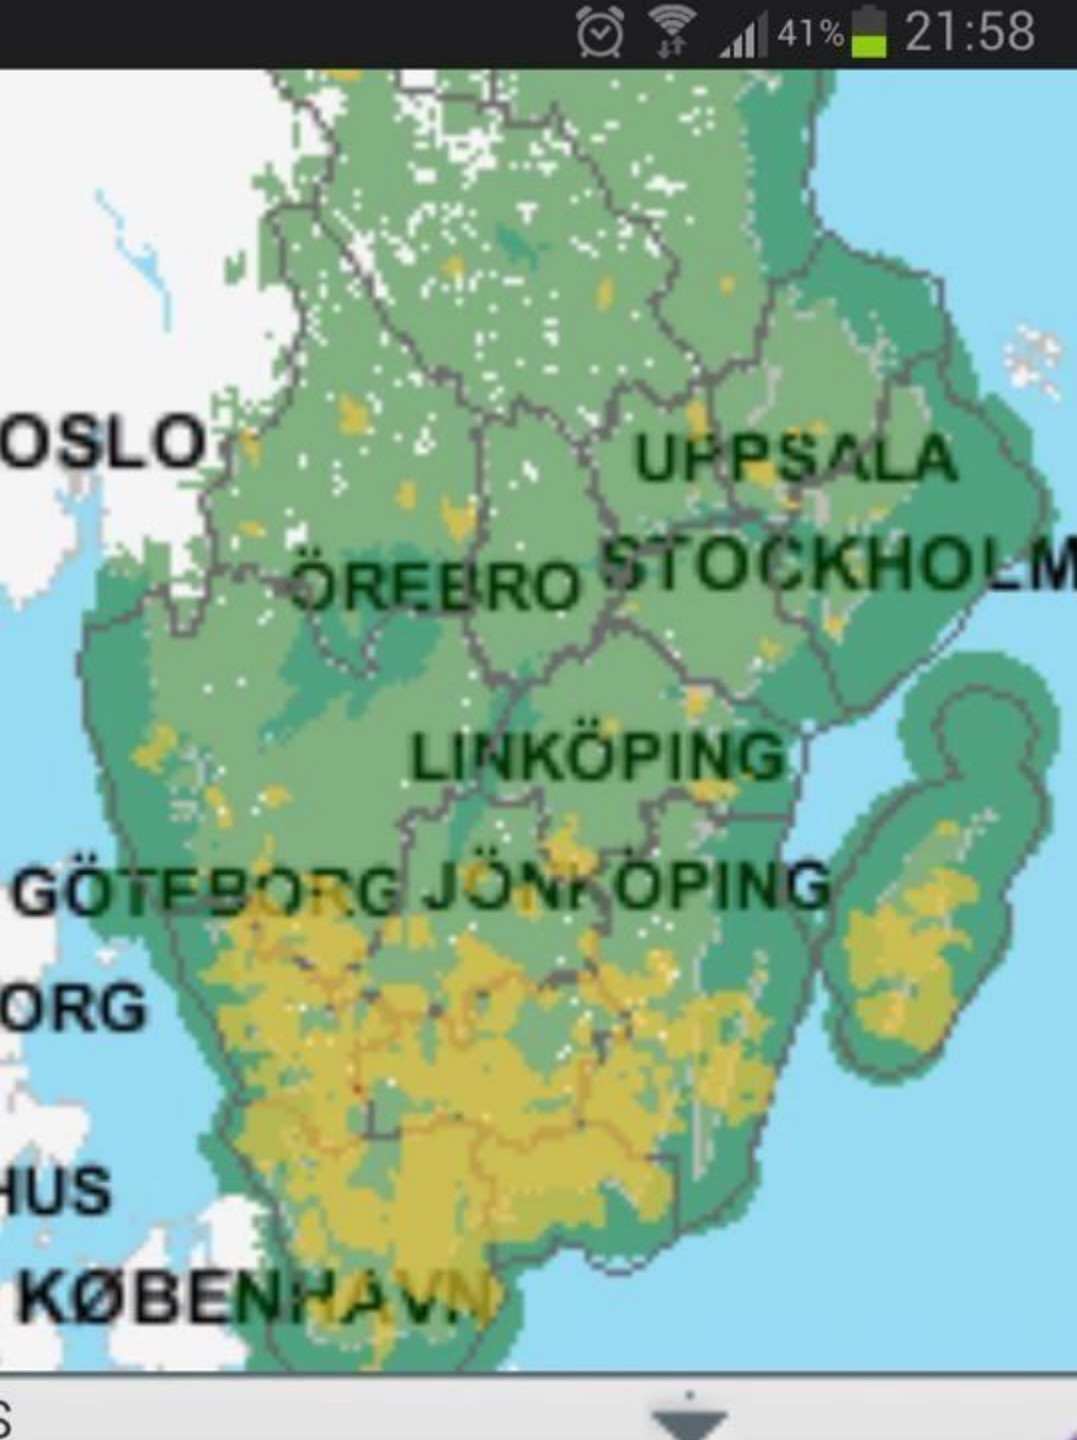 41% 21:58
OSLO
UPPSALA
STOCKHOLM
ÖREBRO
LINKÖPING
GÖTEBORG
JÖNKÖPING
ORG
HUS
KØBENHAVN
S